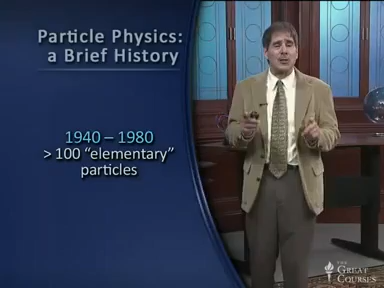 Particle Physics:
a Brief History
1940 – 1980
> 100 “elementary”
particles
THE
GREAT
COURSES